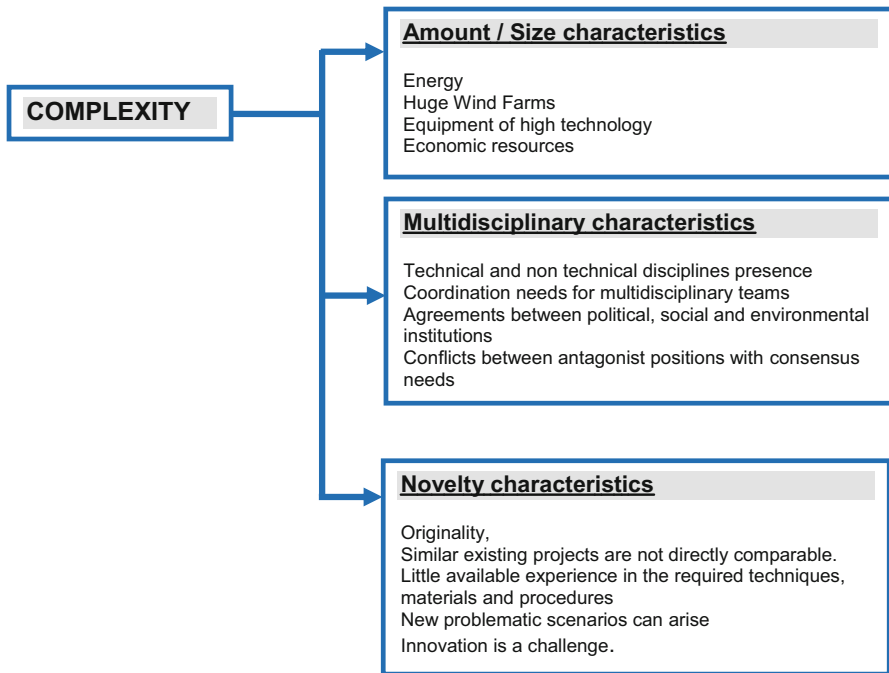 COMPLEXITY
Amount / Size characteristics
Energy
Huge Wind Farms
Equipment of high technology
Economic resources
Multidisciplinary characteristics
Technical and non technical disciplines presence
Coordination needs for multidisciplinary teams
Agreements between political, social and environmental
institutions
Conflicts between antagonist positions with consensus
needs
Novelty characteristics
Originality,
Similar existing projects are not directly comparable.
Little available experience in the required techniques,
materials and procedures
New problematic scenarios can arise
Innovation is a challenge.